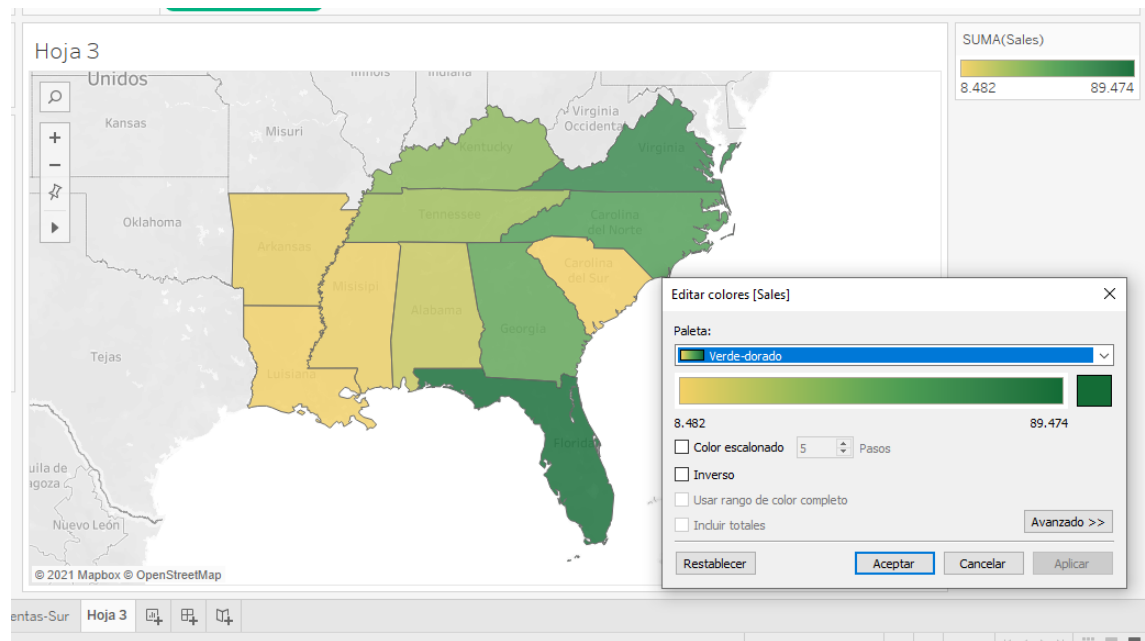 Hoja 3
SUMA(Sales)
8.482 89.474
Unidos
Illinois Indiana
Kansas
Misuri
Virginia
Occidental
Kentucky
Virginia
Oklahoma
Tennessee
Carolina
del Norte
Arkansas
Carolina
del Sur
Misisipi
Alabama
Georgia
Tejas
Luisiana
Florida
uila de
agoza
Nuevo León
© 2021 Mapbox © OpenStreetMap
Editar colores [Sales]
Paleta:
Verde-dorado
8.482 89.474
Color escalonado 5 Pasos
Inverso
Usar rango de color completo
Incluir totales
Avanzado >>
Restablecer Aceptar Cancelar Aplicar
entas-Sur Hoja 3